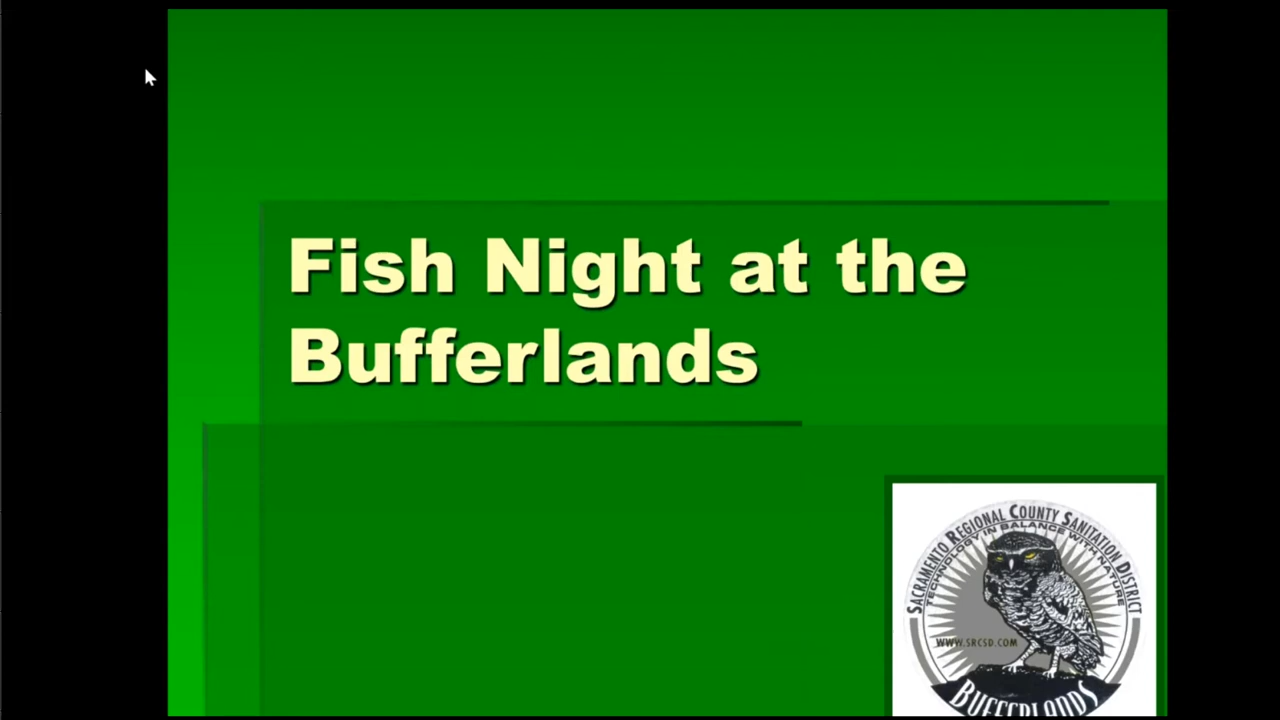 Fish Night at the
Bufferlands
SACRAMENTO REGIONAL COUNTY SANITATION DISTRICT
TECHNOLOGY IN BALANCE WITH NATURE
WWW.SRCSD.COM
BUFFERLANDS